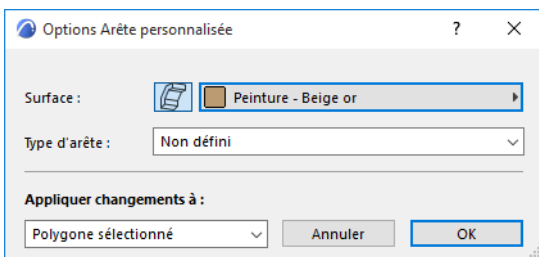 Options Arête personnalisée ?
Surface : Peinture - Beige or
Type d'arête : Non défini
Appliquer changements à :
Polygone sélectionné Annuler OK